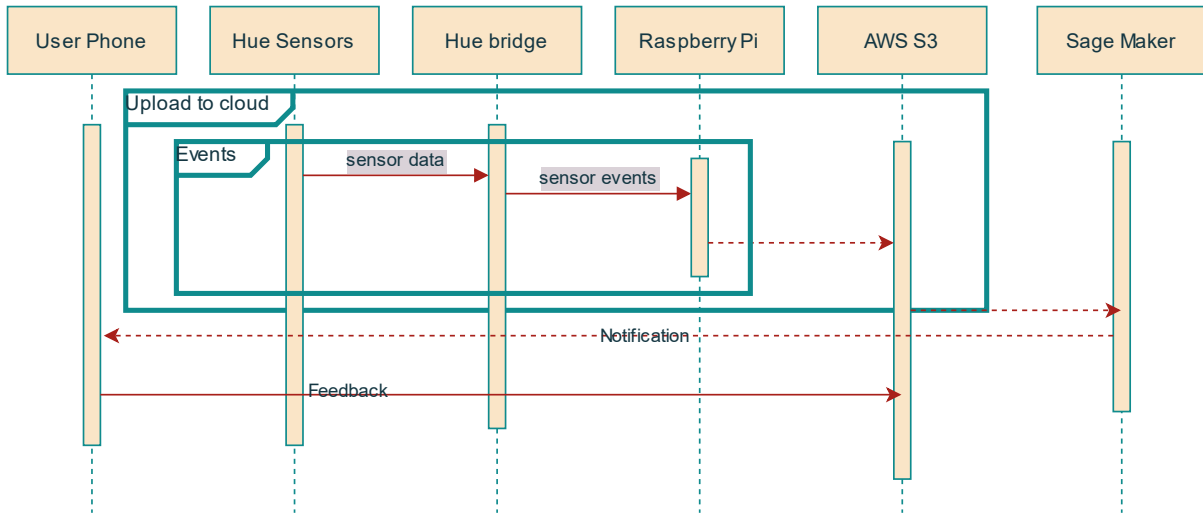 User Phone
Hue Sensors
Hue bridge
Raspberry Pi
AWS S3
Sage Maker
Upload to cloud
Events
sensor data
sensor events
Notification
Feedback